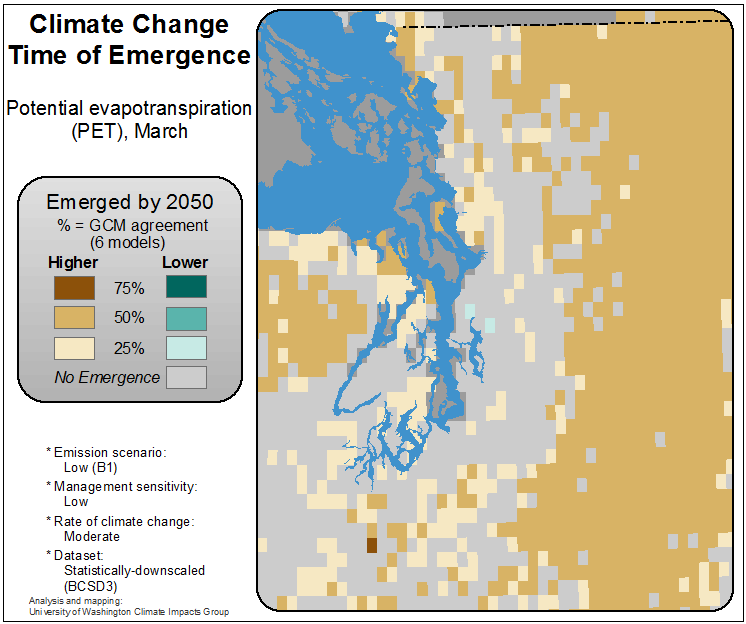 Climate Change
Time of Emergence
Potential evapotranspiration
(PET), March
Emerged by 2050
% = GCM agreement
(6 models)
Higher Lower
75%
50%
25%
No Emergence
* Emission scenario:
Low (B1)
* Management sensitivity:
Low
* Rate of climate change:
Moderate
* Dataset:
Statistically-downscaled
(BCSD3)
Analysis and mapping:
University of Washington Climate Impacts Group